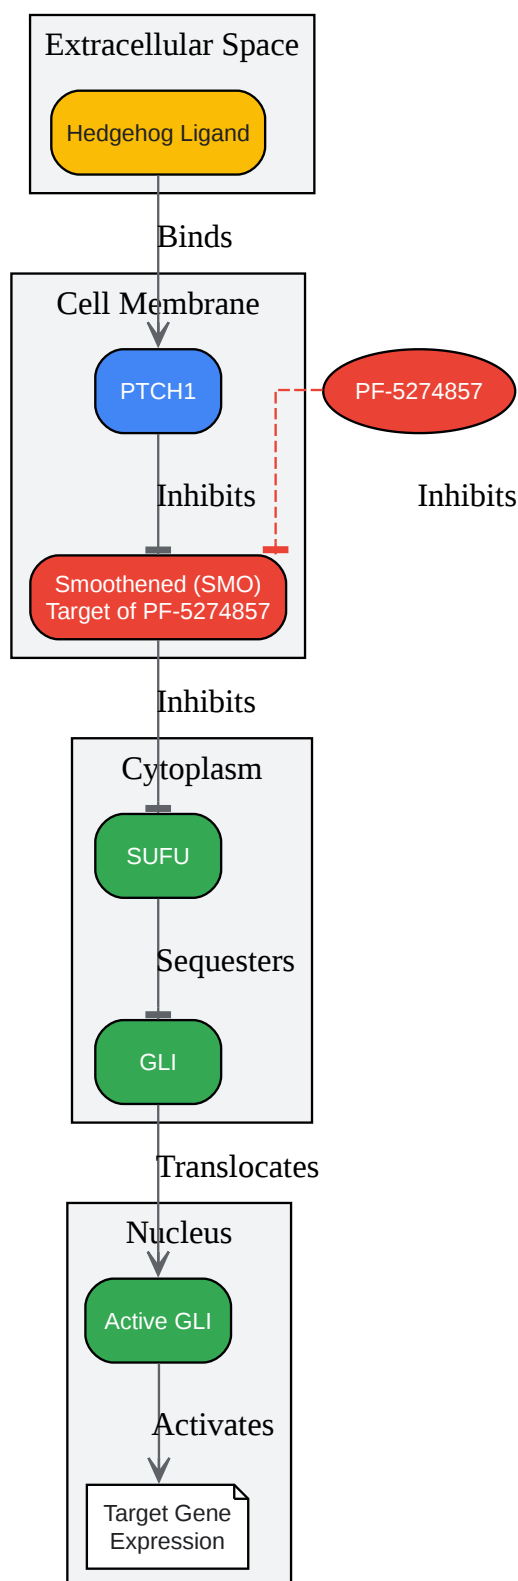 Extracellular Space
Hedgehog Ligand
Binds
Cell Membrane
PTCH1
PF-5274857
Inhibits
Inhibits
Smoothened (SMO)
Target of PF-5274857
Inhibits
Cytoplasm
SUFU
Sequesters
GLI
Translocates
Nucleus
Active GLI
Activates
Target Gene
Expression